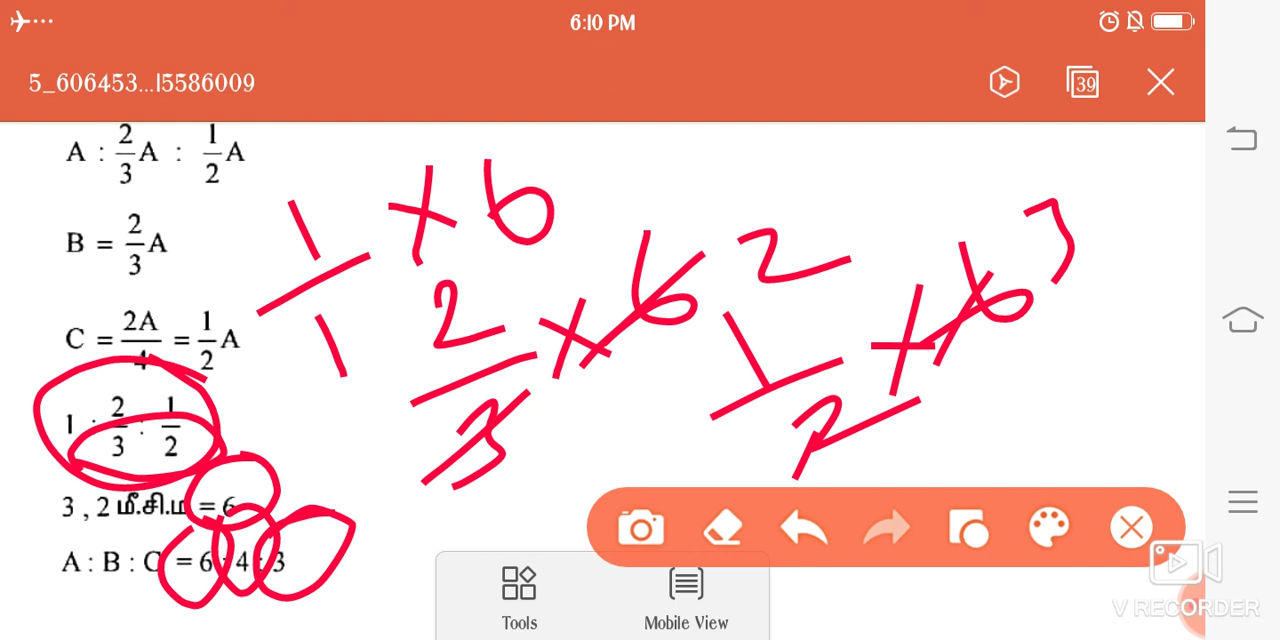 6:10 PM
5_606453...15586009
39
A : 2/3 A : 1/2 A
B = 2/3 A
C = 2A/4 = 1/2 A
1 : 2/3 : 1/2
3 , 2 மீ.சி.ம = 6
A : B : C = 6 : 4 : 3
1/1 × 6
2/3 × 6 2
1/2 × 6 3
Tools
Mobile View
V RECORDER